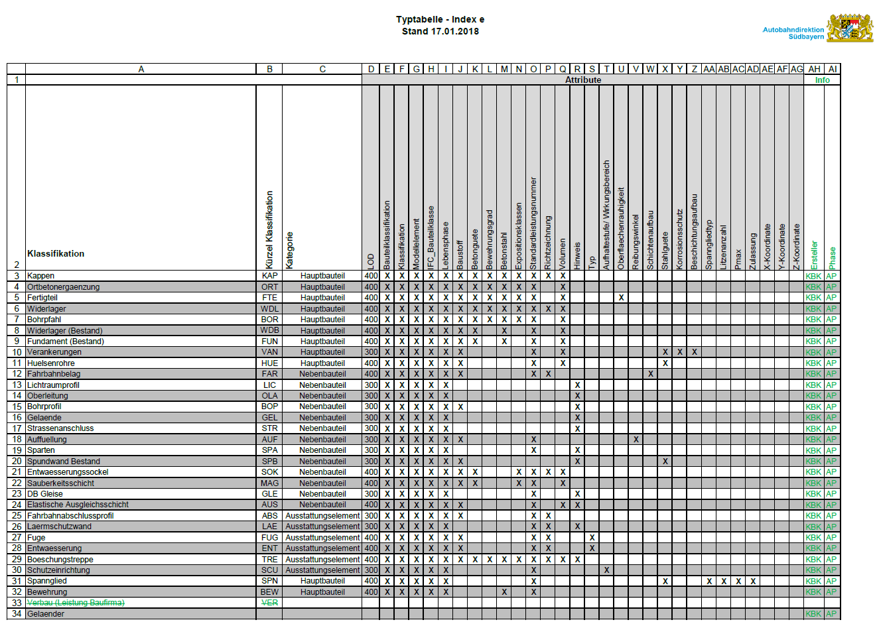 Typtabelle - Index e
Stand 17.01.2018
Autobahndirektion
Südbayern
A B C D E F G H I J K L M N O P Q R S T U V W X Y Z AA AB AC AD AE AF AG AH AI
1 Attribute Info
2 Klassifikation Kürzel Klassifikation Kategorie LOD Bauteilklassifikation Klassifikation Modellelement IFC_Bauteilklasse Lebensphase Baustoff Betonguete Bewehrungsgrad Betonstahl Expositionsklassen Standardleistungsnummer Richtzeichnung Volumen Hinweis Typ Aufhaltestufe/ Wirkungsbereich Oberflaechenrauhigkeit Reibungswinkel Schichtenaufbau Stahlguete Korrosionsschutz Beschichtungsaufbau Spanngliedtyp Litzenanzahl Pmax Zulassung X-Koordinate Y-Koordinate Z-Koordinate Ersteller Phase
3 Kappen KAP Hauptbauteil 400 X X X X X X X X X X X X X KBK AP
4 Ortbetonergaenzung ORT Hauptbauteil 400 X X X X X X X X X X X X KBK AP
5 Fertigteil FTE Hauptbauteil 400 X X X X X X X X X X X X X KBK AP
6 Widerlager WDL Hauptbauteil 400 X X X X X X X X X X X X X KBK AP
7 Bohrpfahl BOR Hauptbauteil 400 X X X X X X X X X X X X KBK AP
8 Widerlager (Bestand) WDB Hauptbauteil 400 X X X X X X X X X X KBK AP
9 Fundament (Bestand) FUN Hauptbauteil 400 X X X X X X X X X X KBK AP
10 Verankerungen VAN Hauptbauteil 300 X X X X X X X X X X X KBK AP
11 Huelsenrohre HUE Hauptbauteil 400 X X X X X X X X X KBK AP
12 Fahrbahnbelag FAR Nebenbauteil 400 X X X X X X X X X KBK AP
13 Lichtraumprofil LIC Nebenbauteil 300 X X X X X X KBK AP
14 Oberleitung OLA Nebenbauteil 300 X X X X X X KBK AP
15 Bohrprofil BOP Nebenbauteil 300 X X X X X X X KBK AP
16 Gelaende GEL Nebenbauteil 300 X X X X X X KBK AP
17 Strassenanschluss STR Nebenbauteil 300 X X X X X X KBK AP
18 Auffuellung AUF Nebenbauteil 300 X X X X X X X X KBK AP
19 Sparten SPA Nebenbauteil 300 X X X X X X X KBK AP
20 Spundwand Bestand SPB Nebenbauteil 300 X X X X X X X X KBK AP
21 Entwaesserungssockel SOK Nebenbauteil 400 X X X X X X X X X X X KBK AP
22 Sauberkeitsschicht MAG Nebenbauteil 400 X X X X X X X X X X KBK AP
23 DB Gleise GLE Nebenbauteil 300 X X X X X X X KBK AP
24 Elastische Ausgleichsschicht AUS Nebenbauteil 400 X X X X X X X X KBK AP
25 Fahrbahnabschlussprofil ABS Ausstattungselement 300 X X X X X X X X KBK AP
26 Laermschutzwand LAE Ausstattungselement 300 X X X X X X X X KBK AP
27 Fuge FUG Ausstattungselement 400 X X X X X X X X X KBK AP
28 Entwaesserung ENT Ausstattungselement 400 X X X X X X X X X KBK AP
29 Boeschungstreppe TRE Ausstattungselement 400 X X X X X X X X X X X X X X KBK AP
30 Schutzeinrichtung SCU Ausstattungselement 300 X X X X X X X KBK AP
31 Spannglied SPN Hauptbauteil 400 X X X X X X X X X X X KBK AP
32 Bewehrung BEW Hauptbauteil 400 X X X X X X X KBK AP
33 Verbau (Leistung Baufirma) VER
34 Gelaender KBK AP